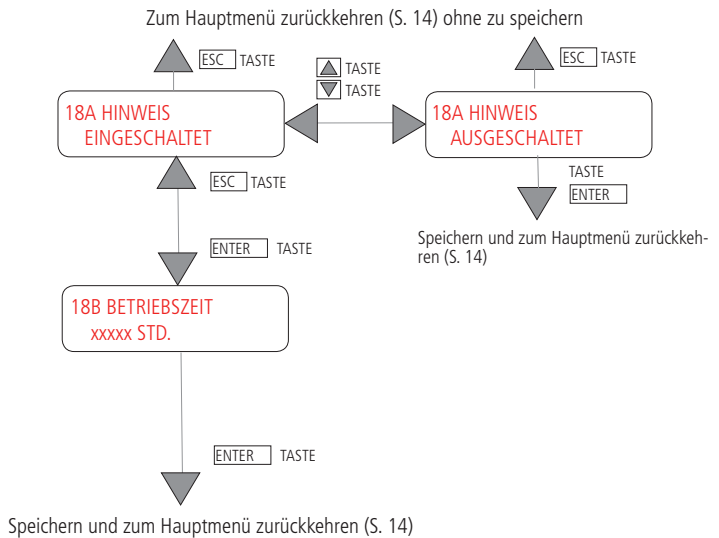 Zum Hauptmenü zurückkehren (S. 14) ohne zu speichern
ESC TASTE
ESC TASTE
TASTE
TASTE
18A HINWEIS
EINGESCHALTET
18A HINWEIS
AUSGESCHALTET
ESC TASTE
TASTE
ENTER
Speichern und zum Hauptmenü zurückkeh-
ren (S. 14)
ENTER TASTE
18B BETRIEBSZEIT
xxxxx STD.
ENTER TASTE
Speichern und zum Hauptmenü zurückkehren (S. 14)